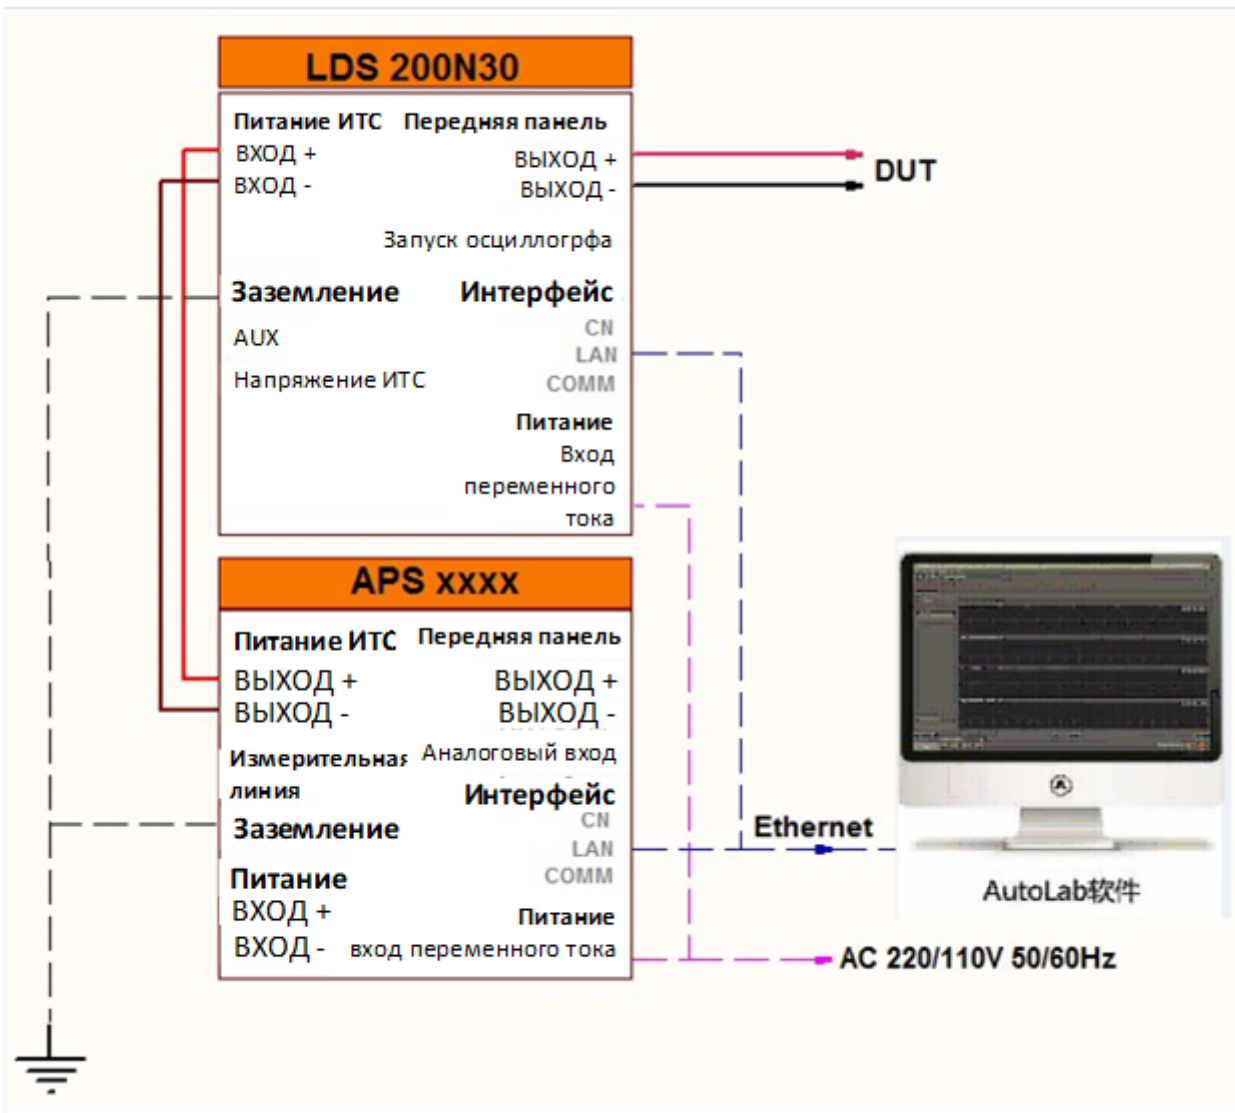 LDS 200N30
Питание ИТС Передняя панель
ВХОД +
ВЫХОД +
ВХОД -
ВЫХОД -
DUT
Запуск осциллогрфа
Заземление Интерфейс
CN
AUX
LAN
Напряжение ИТС
COMM
Питание
Вход
переменного
тока
APS xxxx
Питание ИТС Передняя панель
ВЫХОД + ВЫХОД +
ВЫХОД - ВЫХОД -
Измерительная Аналоговый вход
линия
Интерфейс
CN
Заземление
LAN
Ethernet
Питание
COMM
ВХОД +
Питание
ВХОД - вход переменного тока
AC 220/110V 50/60Hz
AutoLab软件